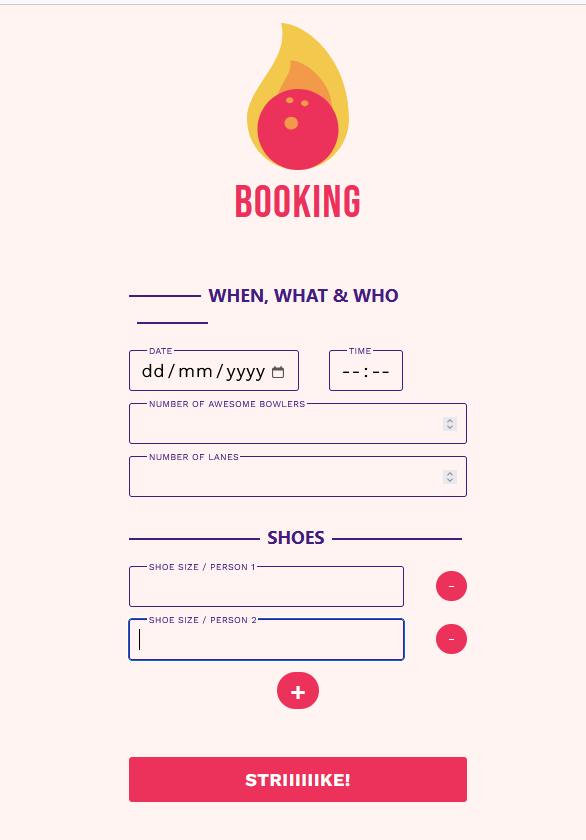 BOOKING
WHEN, WHAT & WHO
DATE
TIME
dd/mm/yyyy
--:--
NUMBER OF AWESOME BOWLERS
NUMBER OF LANES
SHOES
SHOE SIZE / PERSON 1
-
SHOE SIZE / PERSON 2
-
+
STRIIIIIIKE!